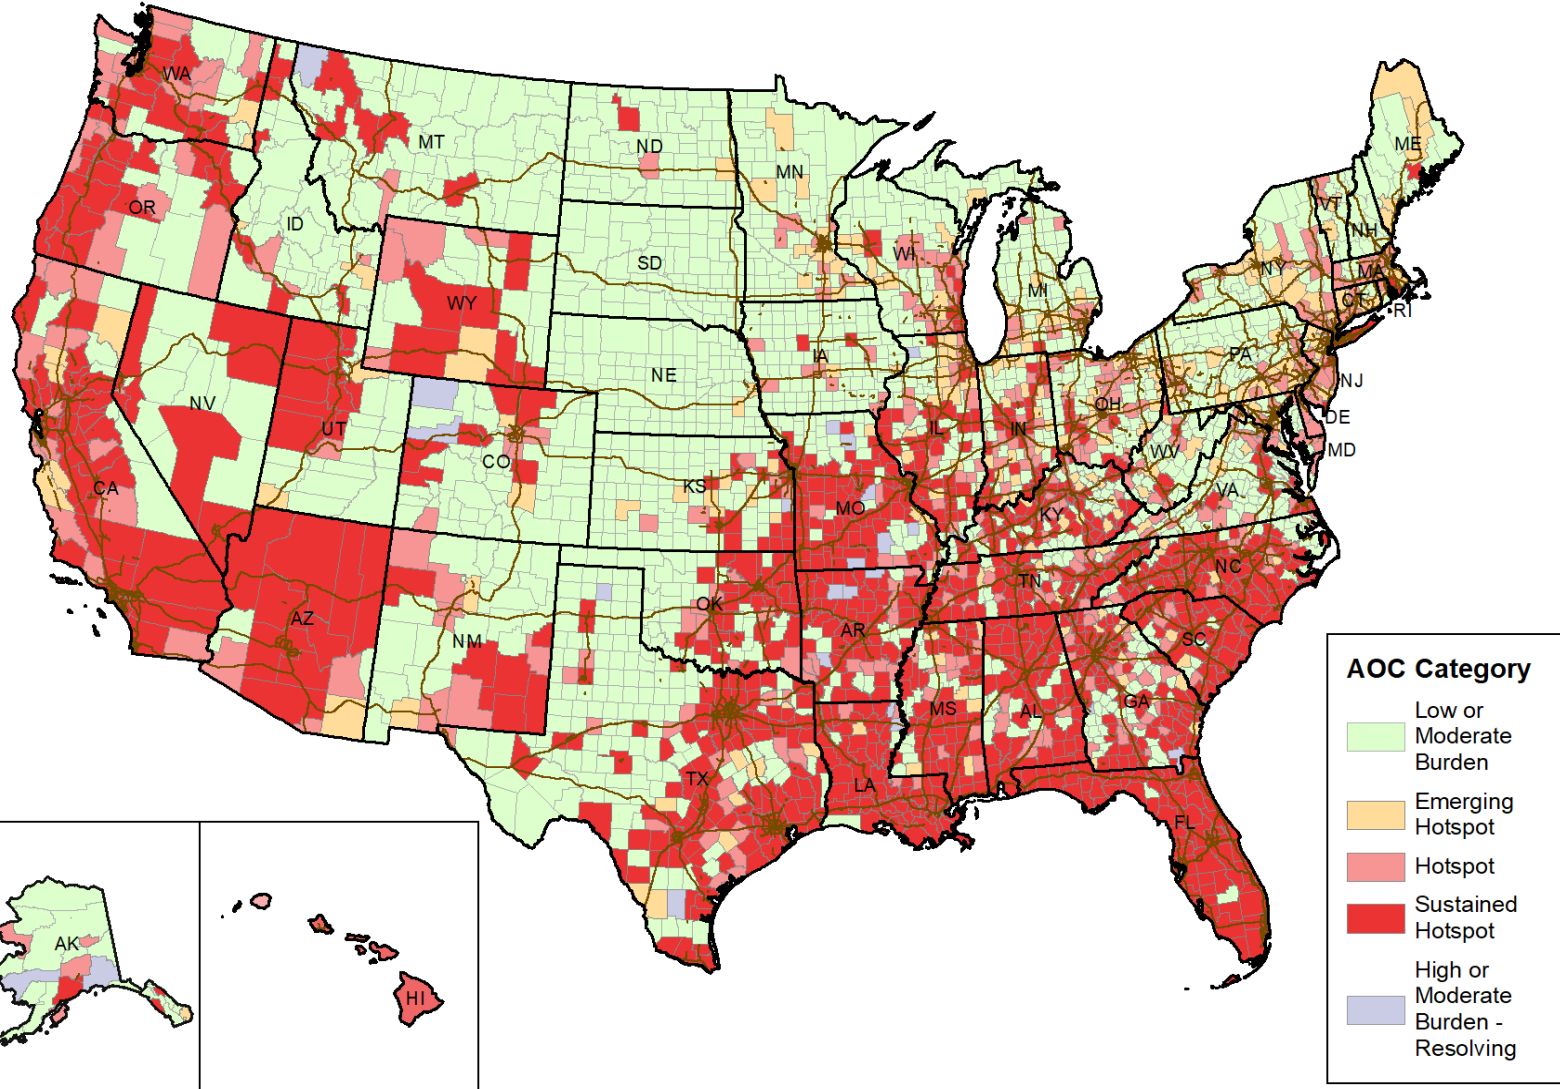 WA
MT
ND
MN
ME
OR
ID
SD
WI
VT
NH
NY
MA
CT
RI
MI
WY
NE
IA
PA
NJ
NV
UT
CO
IL
IN
OH
DE
MD
WV
CA
KS
MO
KY
VA
AZ
NM
OK
AR
TN
NC
SC
TX
LA
MS
AL
GA
FL
AK
HI
AOC Category
Low or
Moderate
Burden
Emerging
Hotspot
Hotspot
Sustained
Hotspot
High or
Moderate
Burden -
Resolving